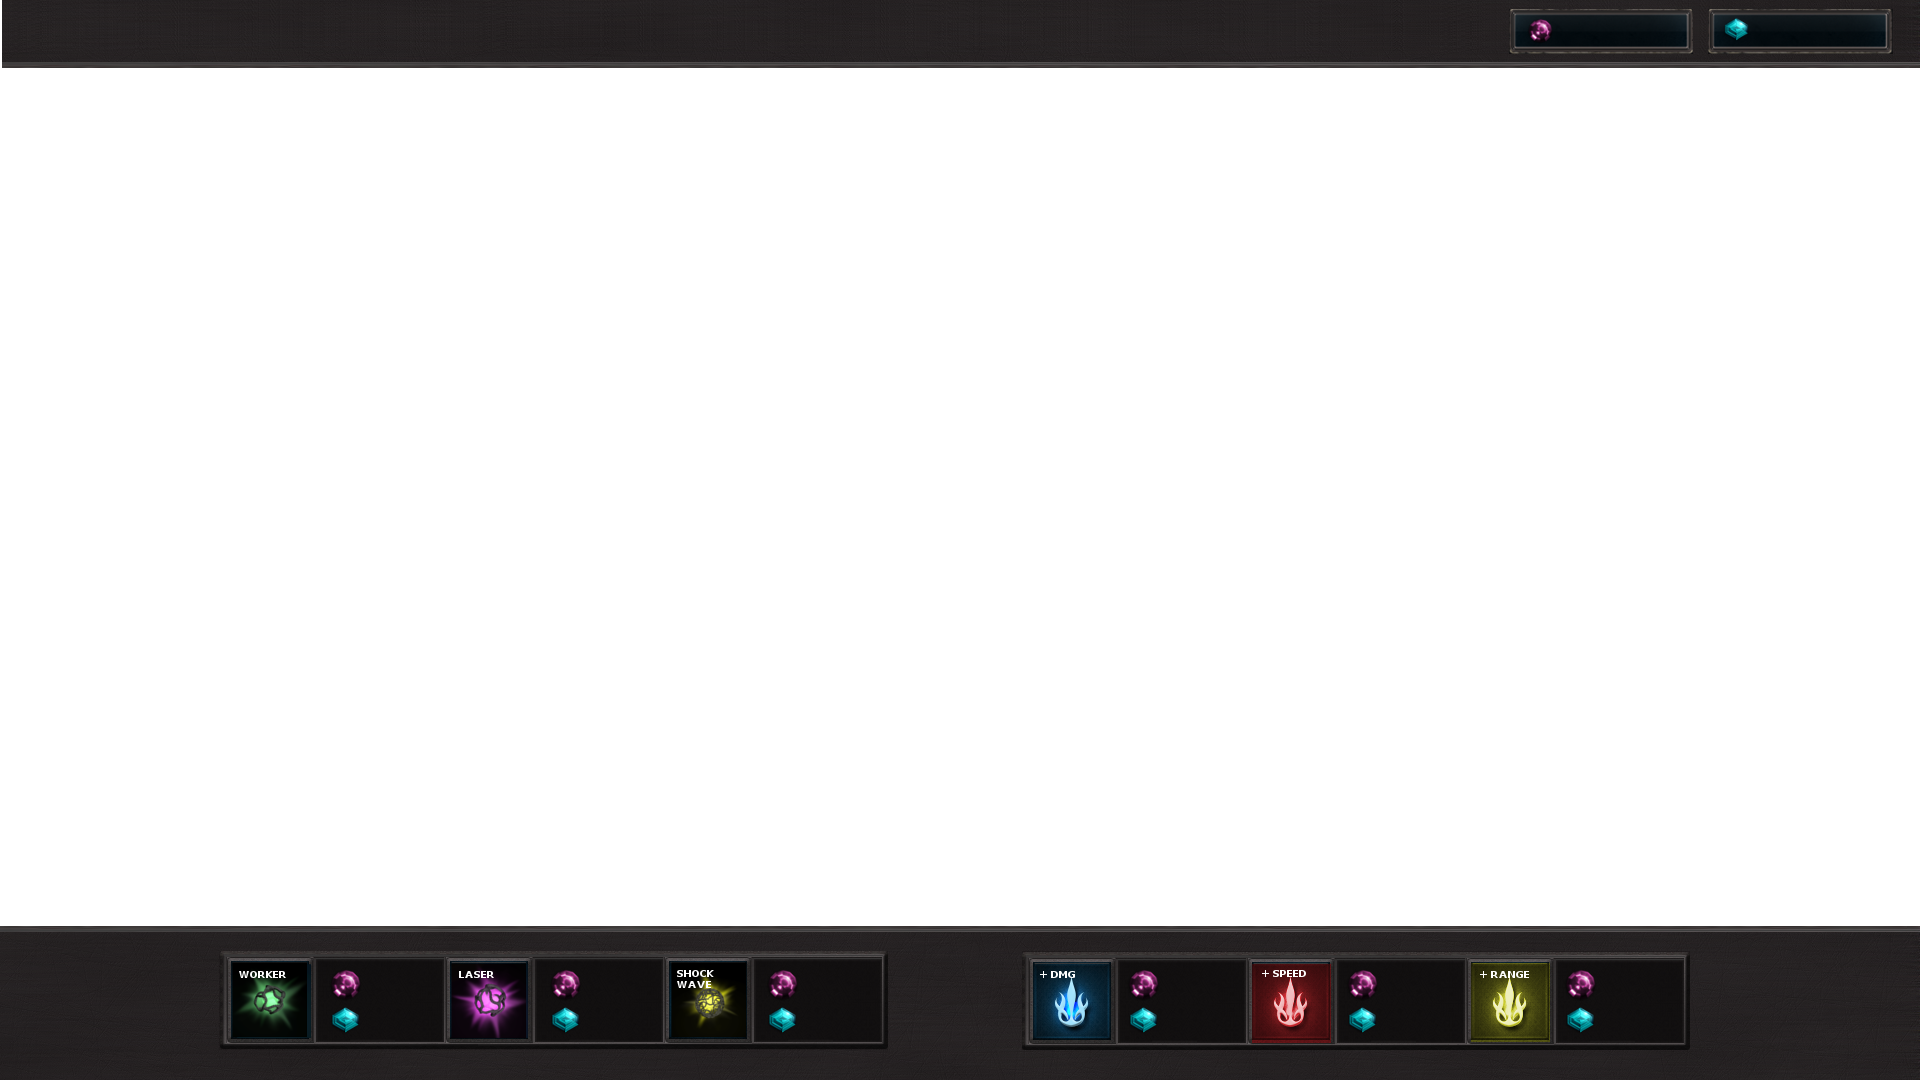 WORKER
LASER
SHOCK
WAVE
+ DMG
+ SPEED
+ RANGE